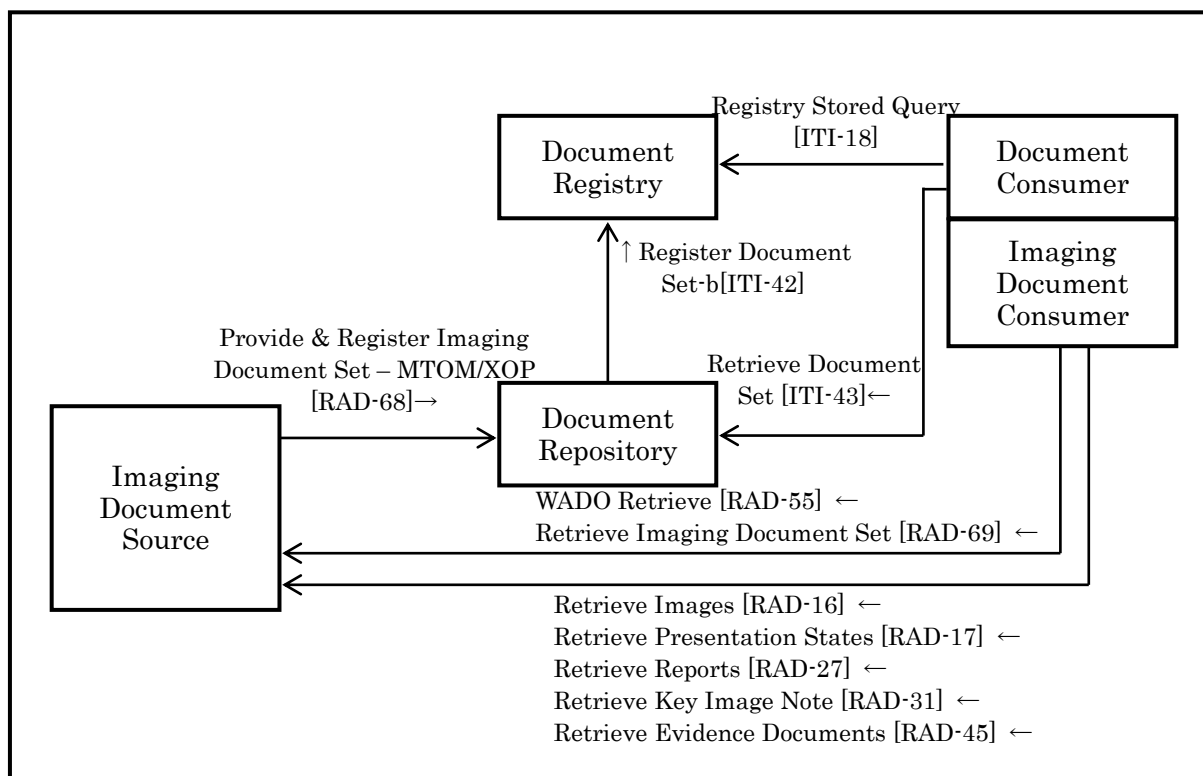 Registry Stored Query
[ITI-18]
Document
Registry
Document
Consumer
Imaging
Document
Consumer
↑ Register Document
Set-b[ITI-42]
Provide & Register Imaging
Document Set – MTOM/XOP
[RAD-68]→
Retrieve Document
Set [ITI-43]←
Document
Repository
Imaging
Document
Source
WADO Retrieve [RAD-55] ←
Retrieve Imaging Document Set [RAD-69] ←
Retrieve Images [RAD-16] ←
Retrieve Presentation States [RAD-17] ←
Retrieve Reports [RAD-27] ←
Retrieve Key Image Note [RAD-31] ←
Retrieve Evidence Documents [RAD-45] ←